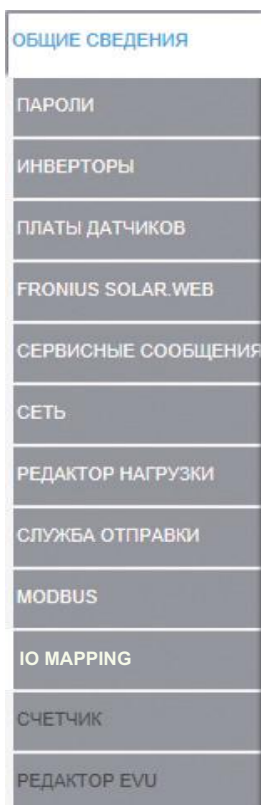 ОБЩИЕ СВЕДЕНИЯ
ПАРОЛИ
ИНВЕРТОРЫ
ПЛАТЫ ДАТЧИКОВ
FRONIUS SOLAR.WEB
СЕРВИСНЫЕ СООБЩЕНИЯ
СЕТЬ
РЕДАКТОР НАГРУЗКИ
СЛУЖБА ОТПРАВКИ
MODBUS
IO MAPPING
СЧЕТЧИК
РЕДАКТОР EVU